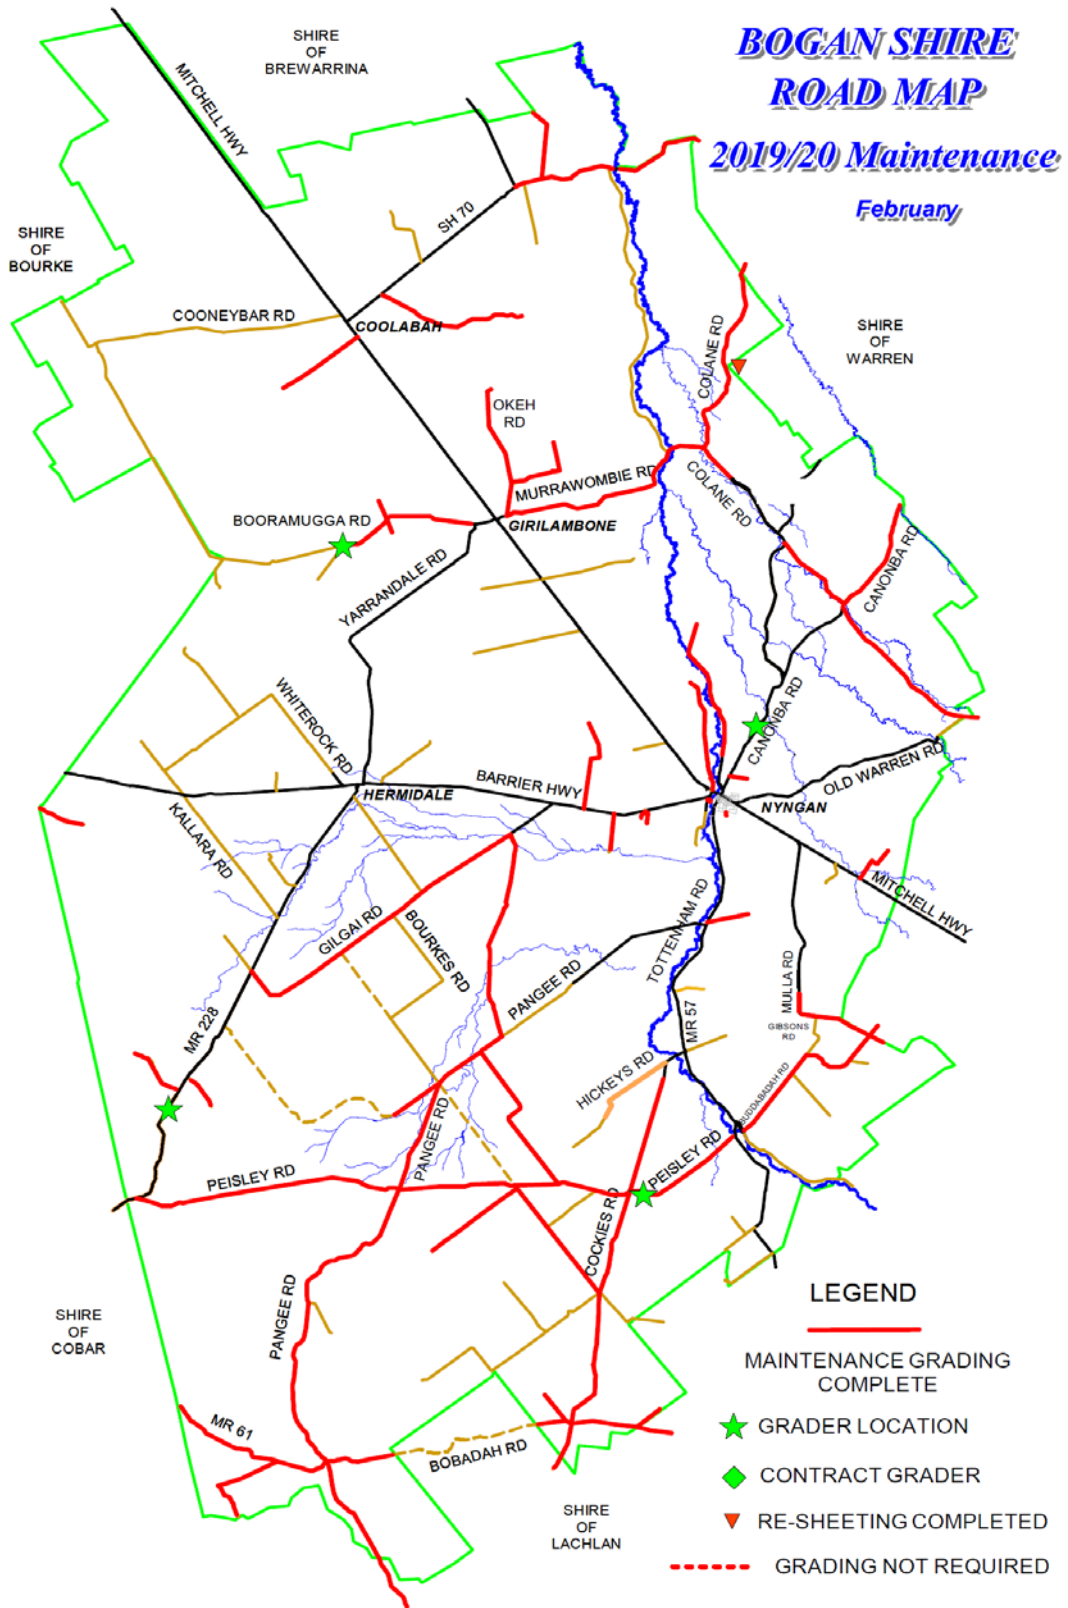 BOGAN SHIRE
ROAD MAP
2019/20 Maintenance
February
SHIRE
OF
BREWARRINA
MITCHELL HWY
SH 70
SHIRE
OF
BOURKE
COONEYBAR RD
COOLABAH
SHIRE
OF
WARREN
COLANE RD
OKEH
RD
MURRAWOMBIE RD
COLANE RD
BOORAMUGGA RD
GIRILAMBONE
CANONBA RD
YARRANDALE RD
WHITEROCK RD
CANONBA RD
OLD WARREN RD
BARRIER HWY
HERMIDALE
NYNGAN
KALLARA RD
MITCHELL HWY
GILGAI RD
BOURKES RD
TOTTENHAM RD
PANGEE RD
MULLA RD
MR 228
MR 57
GIBSONS
RD
HICKEYS RD
BUDDABADAH RD
PANGEE RD
PEISLEY RD
PEISLEY RD
COCKIES RD
PANGEE RD
SHIRE
OF
COBAR
MR 61
BOBADAH RD
SHIRE
OF
LACHLAN
LEGEND
MAINTENANCE GRADING
COMPLETE
GRADER LOCATION
CONTRACT GRADER
RE-SHEETING COMPLETED
GRADING NOT REQUIRED